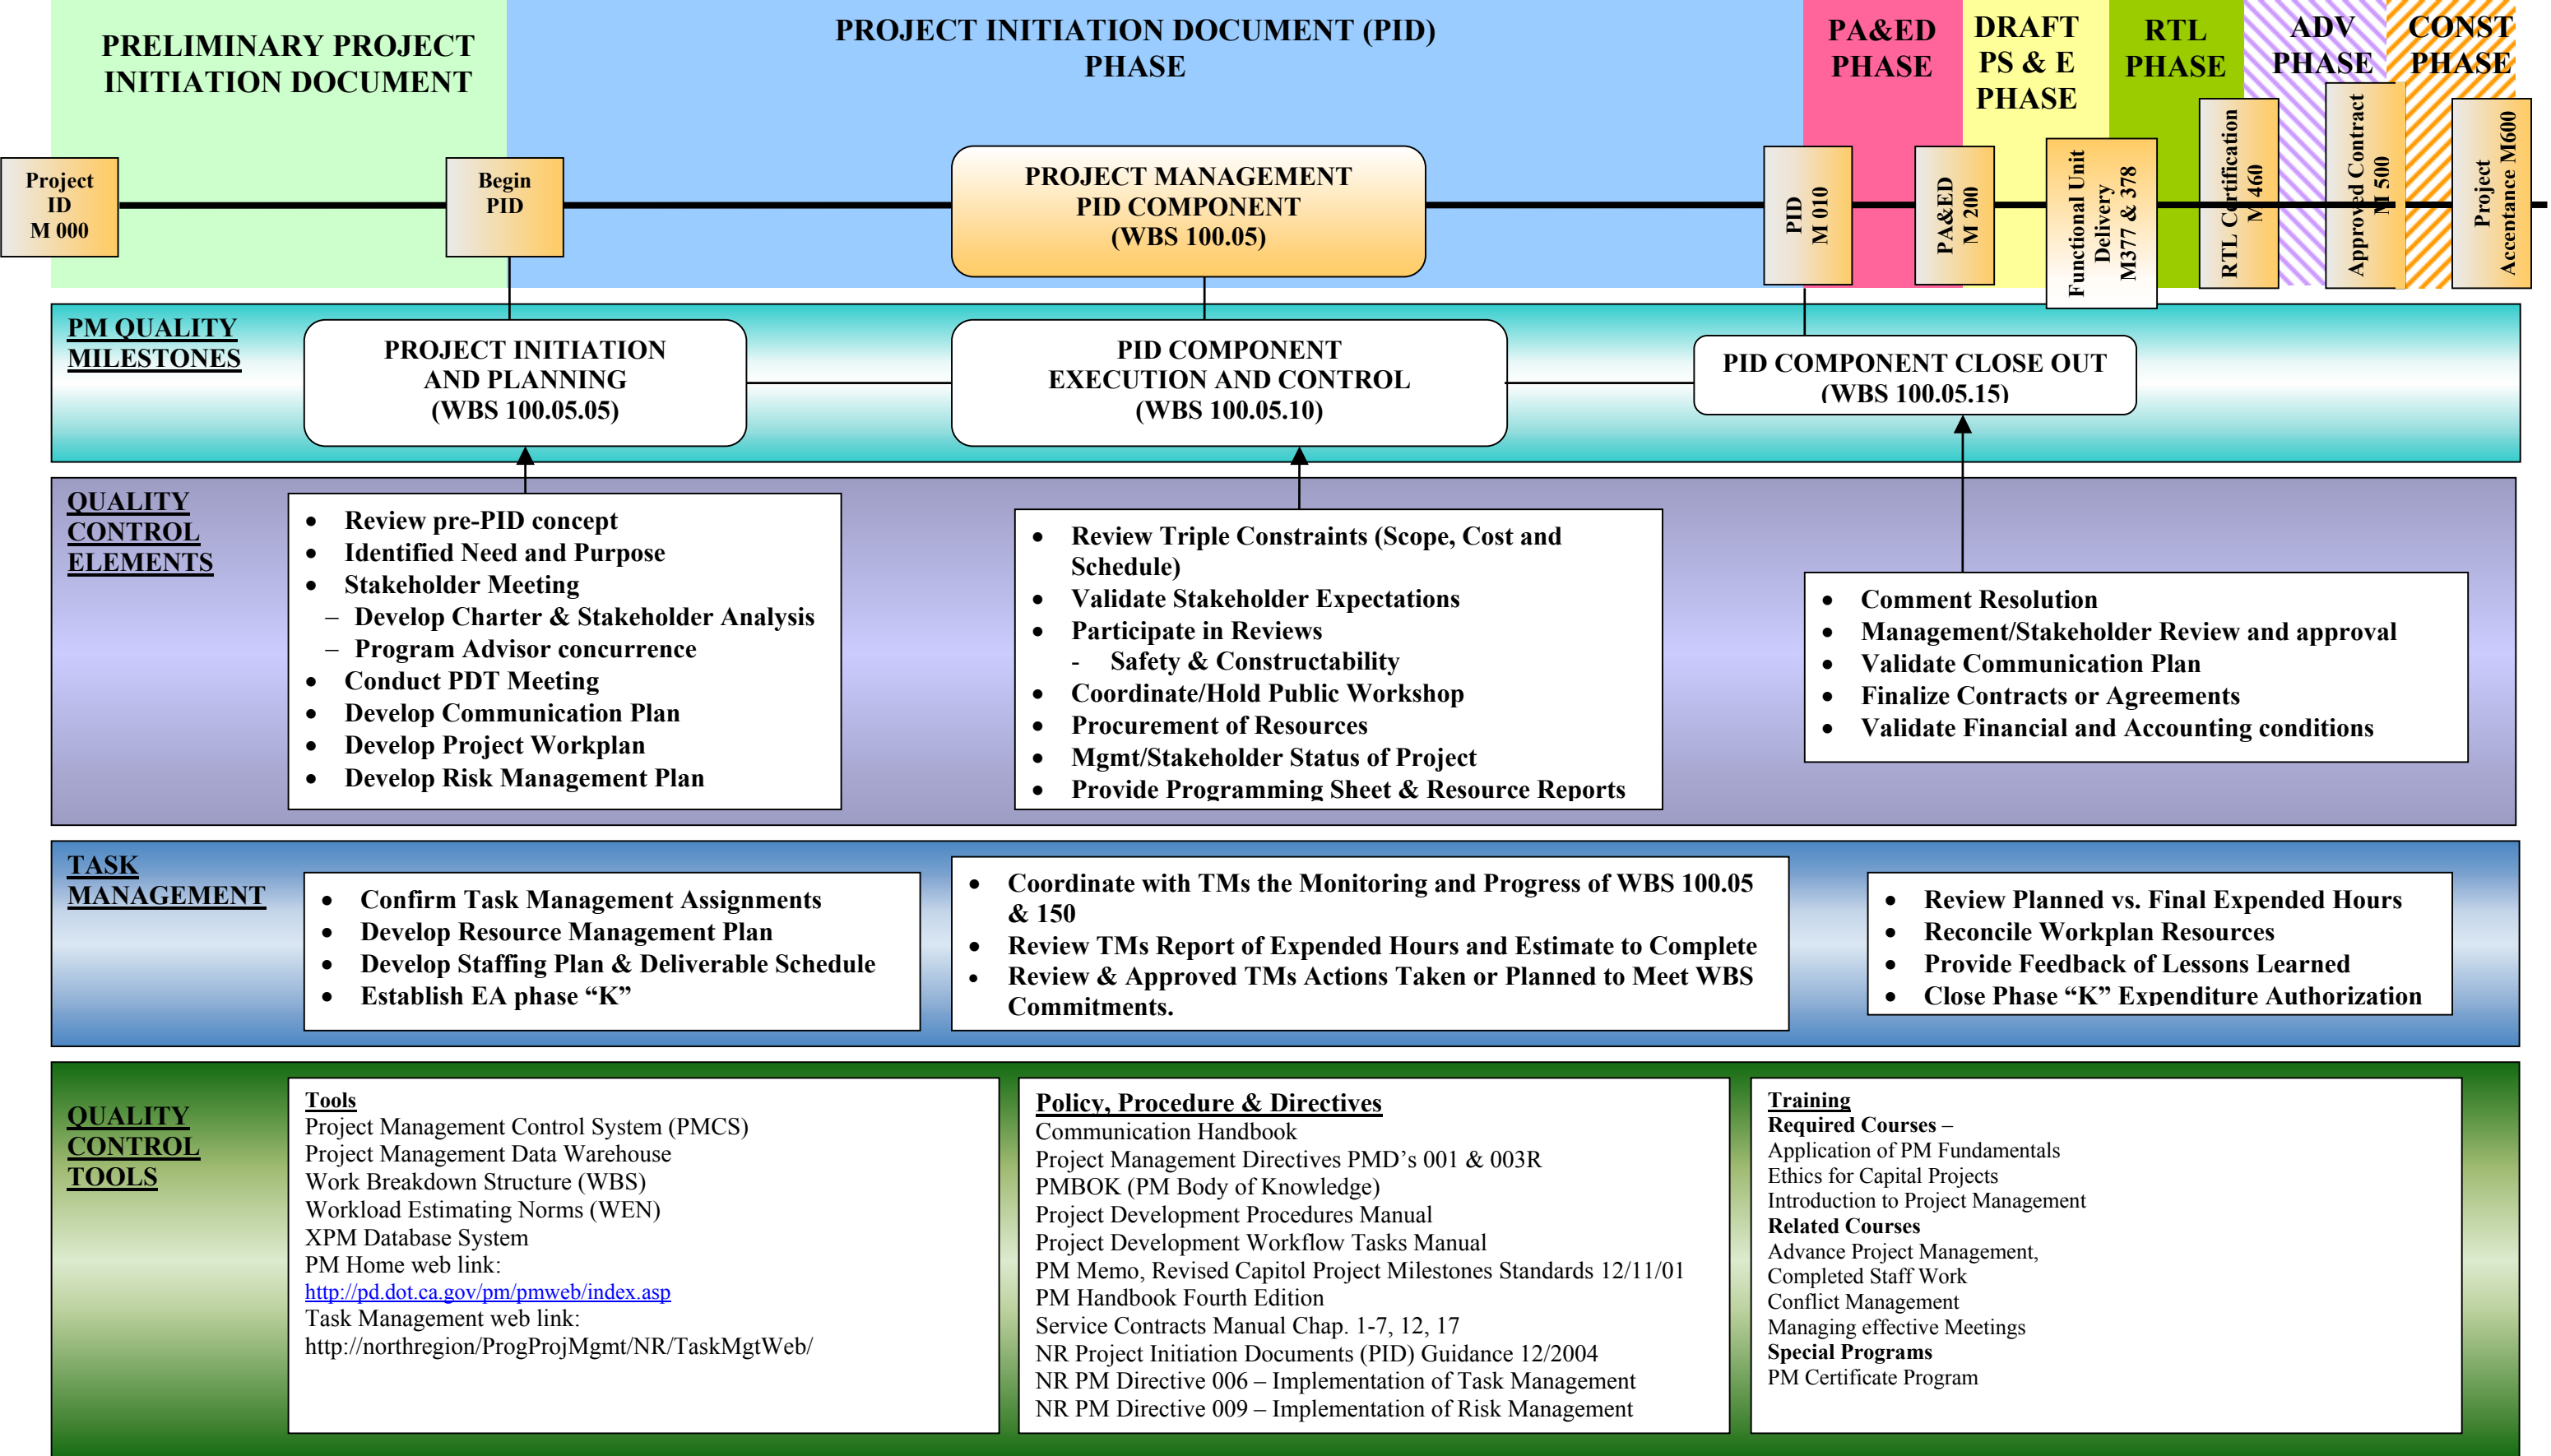 PRELIMINARY PROJECT
INITIATION DOCUMENT
PROJECT INITIATION DOCUMENT (PID)
PHASE
PA&ED
PHASE
DRAFT
PS & E
PHASE
RTL
PHASE
ADV
PHASE
CONST
PHASE
Project
ID
M 000
Begin
PID
PROJECT MANAGEMENT
PID COMPONENT
(WBS 100.05)
PID
M 010
PA&ED
M 200
Functional Unit
Delivery
M377 & 378
RTL Certification
M 460
Approved Contract
M 500
Project
Accentance M600
PM QUALITY
MILESTONES
PROJECT INITIATION
AND PLANNING
(WBS 100.05.05)
PID COMPONENT
EXECUTION AND CONTROL
(WBS 100.05.10)
PID COMPONENT CLOSE OUT
(WBS 100.05.15)
QUALITY
CONTROL
ELEMENTS
• Review pre-PID concept
• Identified Need and Purpose
• Stakeholder Meeting
– Develop Charter & Stakeholder Analysis
– Program Advisor concurrence
• Conduct PDT Meeting
• Develop Communication Plan
• Develop Project Workplan
• Develop Risk Management Plan
• Review Triple Constraints (Scope, Cost and
Schedule)
• Validate Stakeholder Expectations
• Participate in Reviews
- Safety & Constructability
• Coordinate/Hold Public Workshop
• Procurement of Resources
• Mgmt/Stakeholder Status of Project
• Provide Programming Sheet & Resource Reports
• Comment Resolution
• Management/Stakeholder Review and approval
• Validate Communication Plan
• Finalize Contracts or Agreements
• Validate Financial and Accounting conditions
TASK
MANAGEMENT
• Confirm Task Management Assignments
• Develop Resource Management Plan
• Develop Staffing Plan & Deliverable Schedule
• Establish EA phase “K”
• Coordinate with TMs the Monitoring and Progress of WBS 100.05
& 150
• Review TMs Report of Expended Hours and Estimate to Complete
• Review & Approved TMs Actions Taken or Planned to Meet WBS
Commitments.
• Review Planned vs. Final Expended Hours
• Reconcile Workplan Resources
• Provide Feedback of Lessons Learned
• Close Phase “K” Expenditure Authorization
QUALITY
CONTROL
TOOLS
Tools
Project Management Control System (PMCS)
Project Management Data Warehouse
Work Breakdown Structure (WBS)
Workload Estimating Norms (WEN)
XPM Database System
PM Home web link:
http://pd.dot.ca.gov/pm/pmweb/index.asp
Task Management web link:
http://northregion/ProgProjMgmt/NR/TaskMgtWeb/
Policy, Procedure & Directives
Communication Handbook
Project Management Directives PMD’s 001 & 003R
PMBOK (PM Body of Knowledge)
Project Development Procedures Manual
Project Development Workflow Tasks Manual
PM Memo, Revised Capitol Project Milestones Standards 12/11/01
PM Handbook Fourth Edition
Service Contracts Manual Chap. 1-7, 12, 17
NR Project Initiation Documents (PID) Guidance 12/2004
NR PM Directive 006 – Implementation of Task Management
NR PM Directive 009 – Implementation of Risk Management
Training
Required Courses –
Application of PM Fundamentals
Ethics for Capital Projects
Introduction to Project Management
Related Courses
Advance Project Management,
Completed Staff Work
Conflict Management
Managing effective Meetings
Special Programs
PM Certificate Program